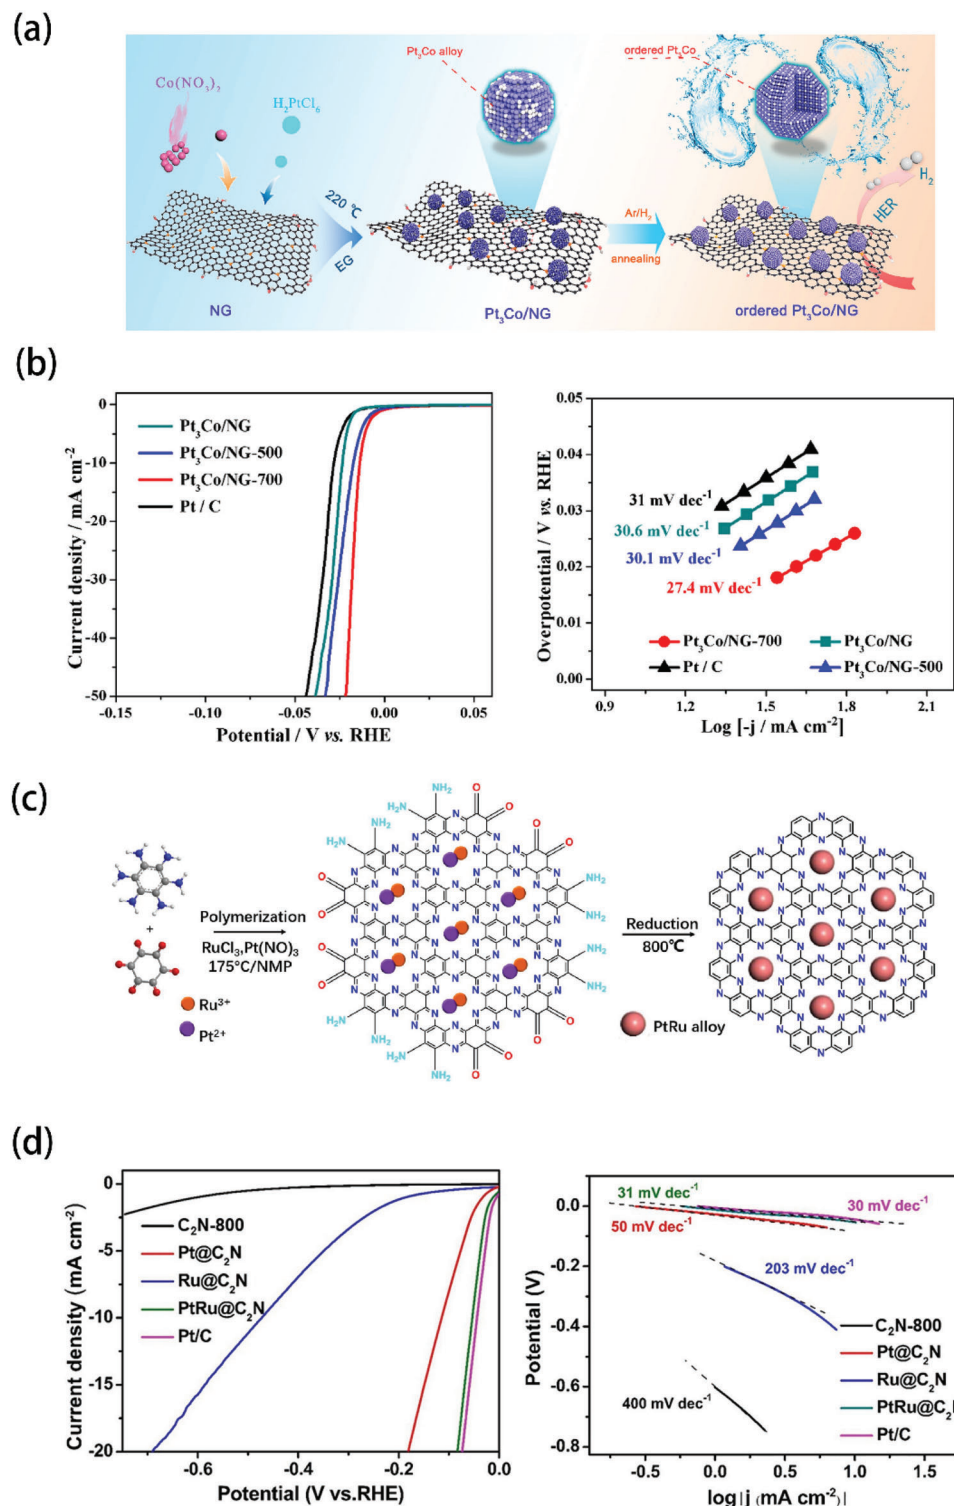 (a)
Pt₃Co alloy
ordered Pt₃Co
Co(NO₃)₂
H₂PtCl₆
H₂
HER
220 ℃
EG
Ar/H₂
annealing
NG
Pt₃Co/NG
ordered Pt₃Co/NG
(b)
0
-10
-20
-30
-40
-50
Current density / mA cm⁻²
Pt₃Co/NG
Pt₃Co/NG-500
Pt₃Co/NG-700
Pt / C
-0.15
-0.10
-0.05
0.00
0.05
Potential / V vs. RHE
0.05
0.04
0.03
0.02
0.01
0.00
Overpotential / V vs. RHE
31 mV dec⁻¹
30.6 mV dec⁻¹
30.1 mV dec⁻¹
27.4 mV dec⁻¹
Pt₃Co/NG-700
Pt₃Co/NG
Pt / C
Pt₃Co/NG-500
0.9
1.2
1.5
1.8
2.1
Log [-j / mA cm⁻²]
(c)
+
Polymerization
RuCl₃,Pt(NO)₃
175°C/NMP
Ru³⁺
Pt²⁺
Reduction
800℃
PtRu alloy
(d)
0
-5
-10
-15
-20
Current density (mA cm⁻²)
C₂N-800
Pt@C₂N
Ru@C₂N
PtRu@C₂N
Pt/C
-0.6
-0.4
-0.2
0.0
Potential (V vs.RHE)
0.0
-0.2
-0.4
-0.6
-0.8
Potential (V)
31 mV dec⁻¹
30 mV dec⁻¹
50 mV dec⁻¹
203 mV dec⁻¹
400 mV dec⁻¹
C₂N-800
Pt@C₂N
Ru@C₂N
PtRu@C₂
Pt/C
-0.5
0.0
0.5
1.0
1.5
log|j (mA cm⁻²)|